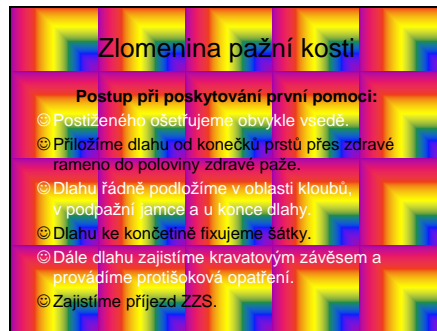 Zlomenina pažní kosti
Postup při poskytování první pomoci:
☺Postiženého ošetřujeme obvykle vsedě.
☺Přiložíme dlahu od konečků prstů přes zdravé
rameno do poloviny zdravé paže.
☺Dlahu řádně podložíme v oblasti kloubů,
v podpažní jamce a u konce dlahy.
☺Dlahu ke končetině fixujeme šátky.
☺Dále dlahu zajistíme kravatovým závěsem a
provádíme protišoková opatření.
☺Zajistíme příjezd ZZS.